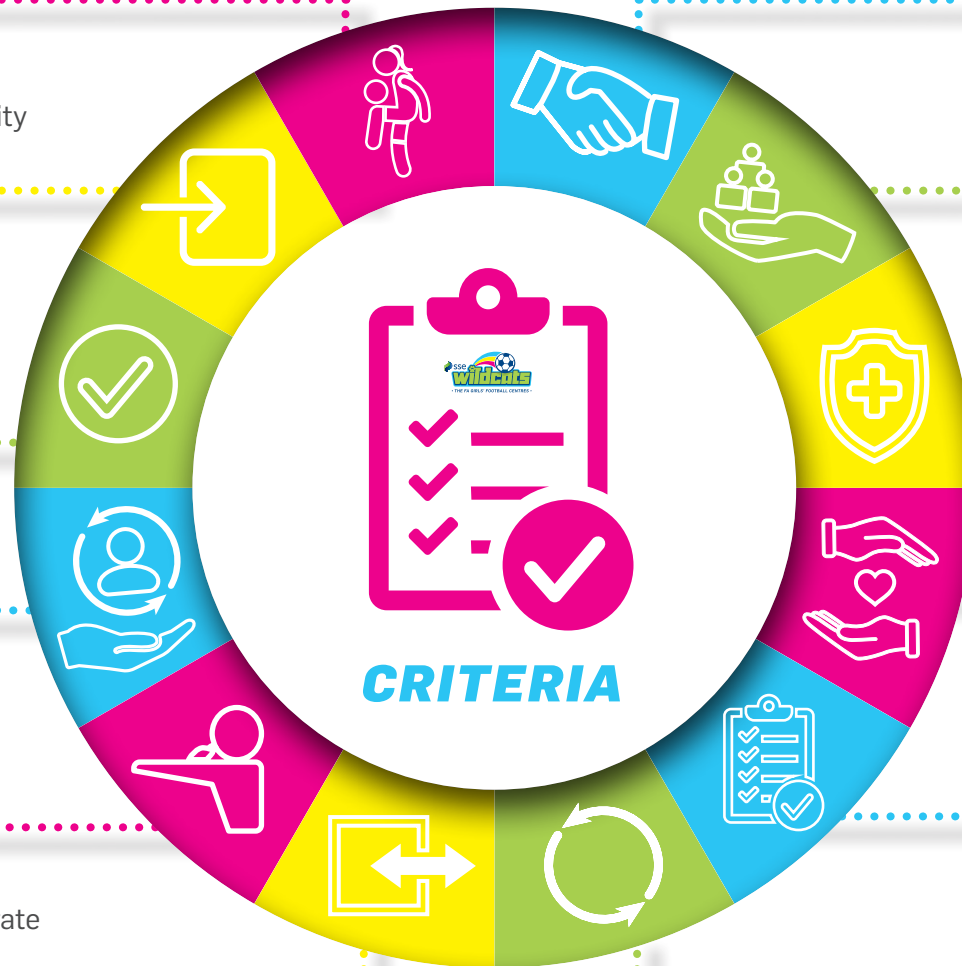 ity
sse
wildcats
• THE FA GIRLS' FOOTBALL CENTRES •
CRITERIA
ate